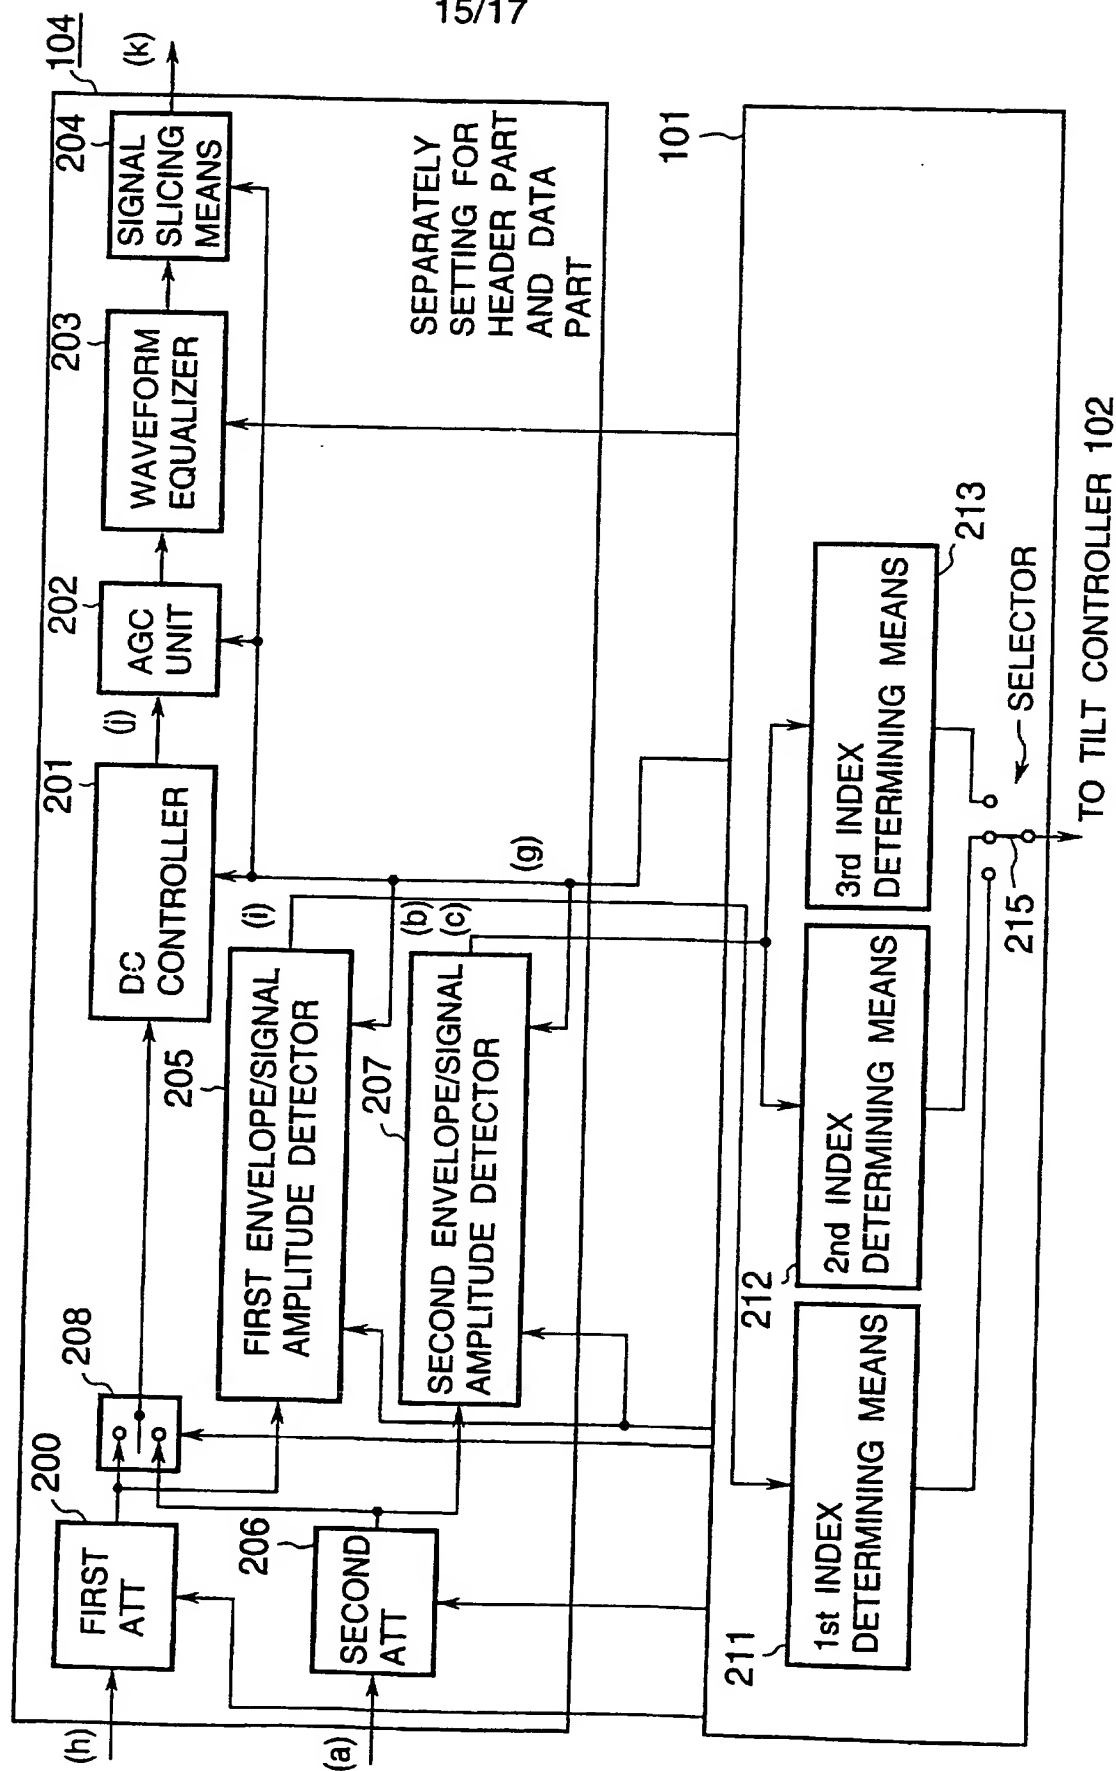 15/17
104
(k)
204
SIGNAL
SLICING
MEANS
203
WAVEFORM
EQUALIZER
202
AGC
UNIT
(j)
201
DC
CONTROLLER
208
200
FIRST
ATT
(h)
205
(i)
FIRST ENVELOPE/SIGNAL
AMPLITUDE DETECTOR
207
(b)
(c)
(g)
SECOND ENVELOPE/SIGNAL
AMPLITUDE DETECTOR
206
SECOND
ATT
(a)
SEPARATELY
SETTING FOR
HEADER PART
AND DATA
PART
101
211
1st INDEX
DETERMINING MEANS
212
2nd INDEX
DETERMINING MEANS
213
3rd INDEX
DETERMINING MEANS
SELECTOR
215
TO TILT CONTROLLER 102